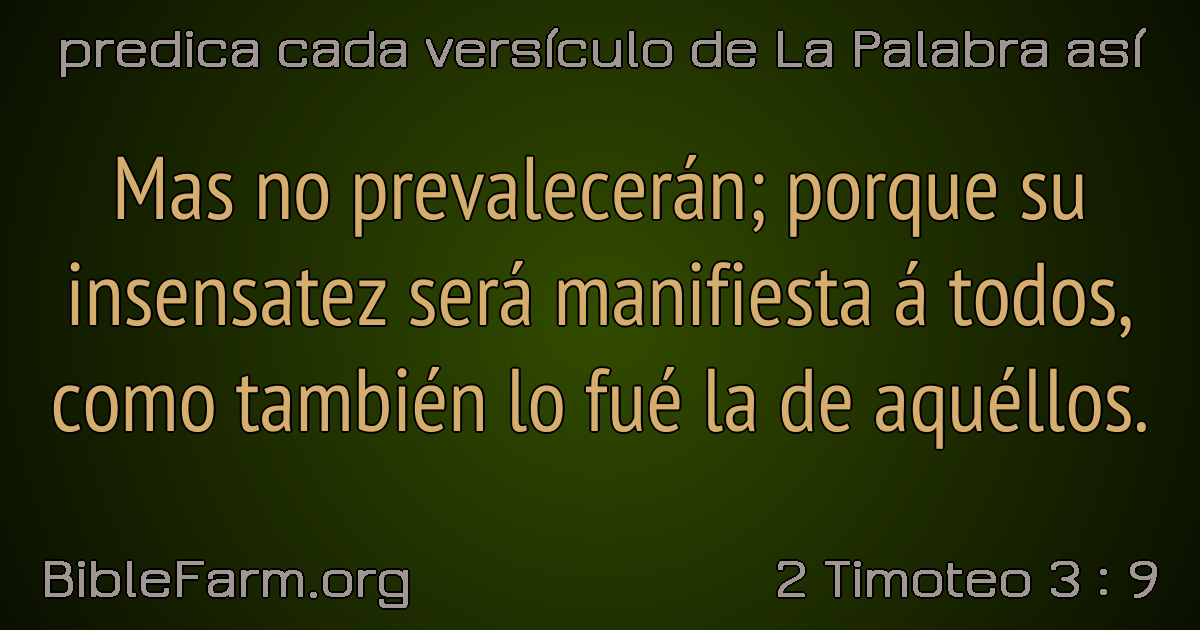 predica cada versículo de La Palabra así
Mas no prevalecerán; porque su
insensatez será manifiesta á todos,
como también lo fué la de aquéllos.
BibleFarm.org
2 Timoteo 3 : 9